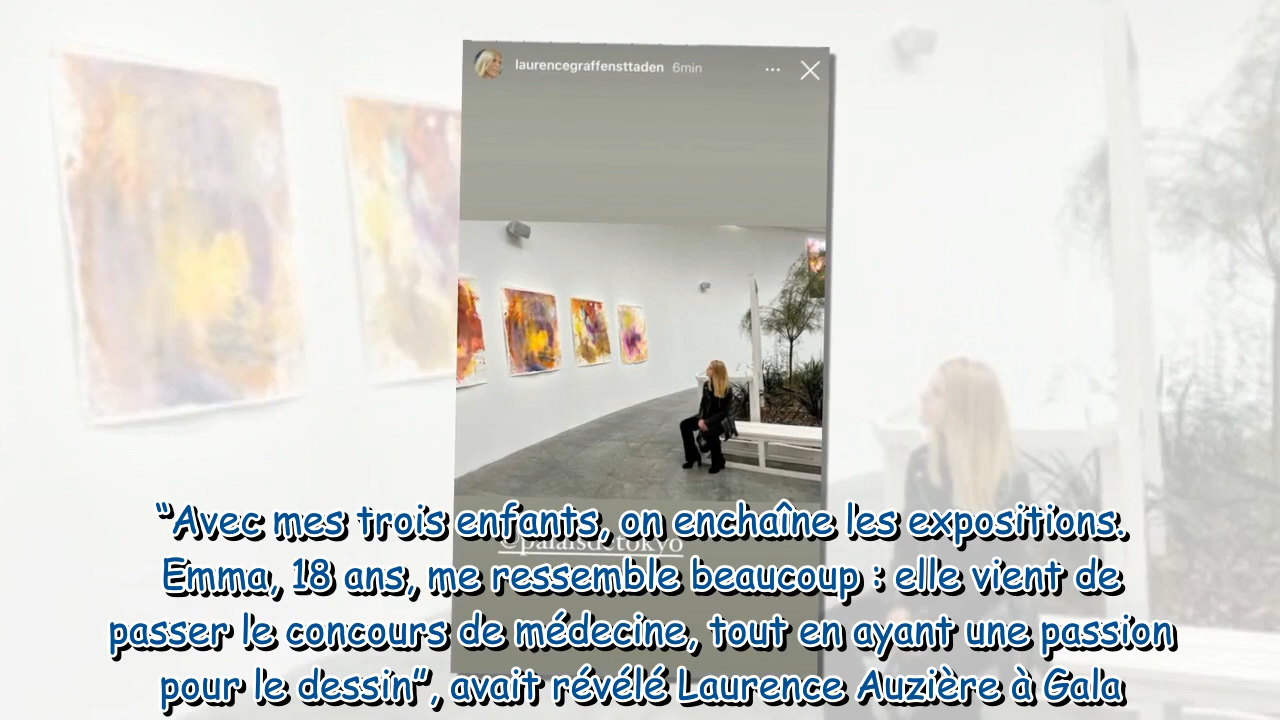 laurencegraffensttaden 6min
@palaisdetokyo
“Avec mes trois enfants, on enchaîne les expositions.
Emma, 18 ans, me ressemble beaucoup : elle vient de
passer le concours de médecine, tout en ayant une passion
pour le dessin”, avait révélé Laurence Auzière à Gala